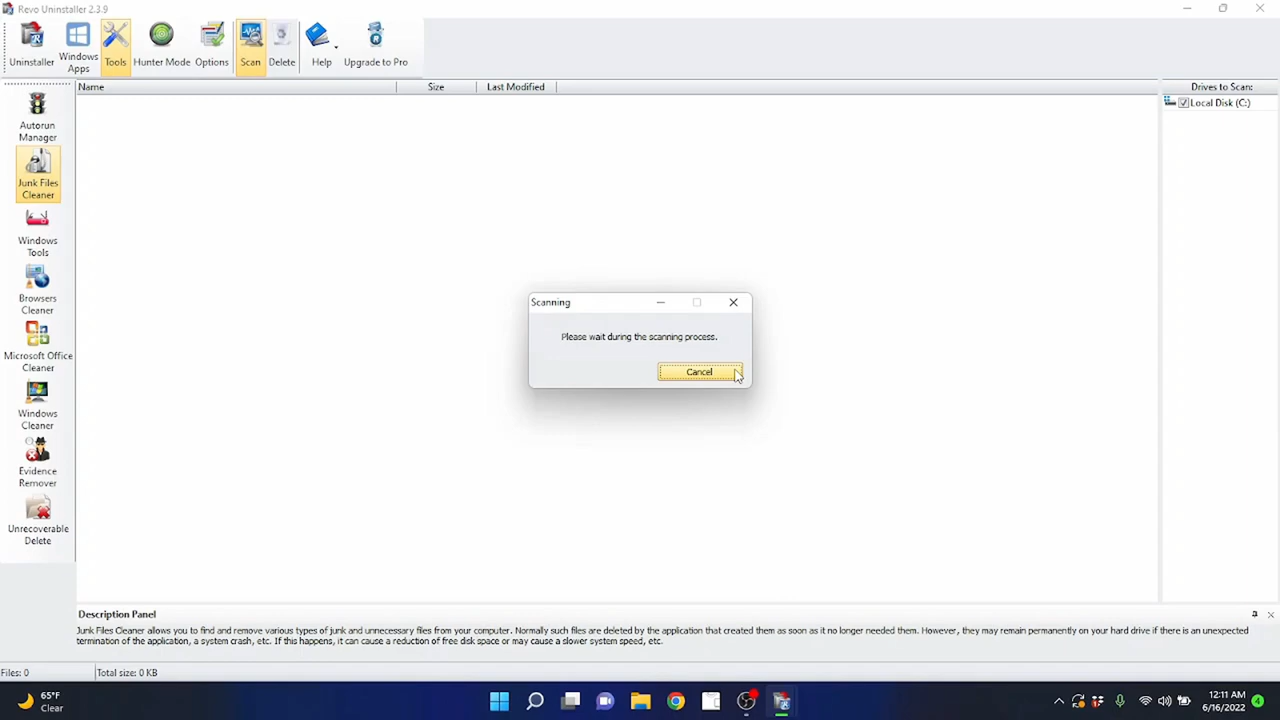 Revo Uninstaller 2.3.9
Uninstaller
Windows
Apps
Tools
Hunter Mode
Options
Scan
Delete
Help
Upgrade to Pro
Autorun
Manager
Junk Files
Cleaner
Windows
Tools
Browsers
Cleaner
Microsoft Office
Cleaner
Windows
Cleaner
Evidence
Remover
Unrecoverable
Delete
Name
Size
Last Modified
Drives to Scan:
Local Disk (C:)
Scanning
Please wait during the scanning process.
Cancel
Description Panel
Junk Files Cleaner allows you to find and remove various types of junk and unnecessary files from your computer. Normally such files are deleted by the application that created them as soon as it no longer needed them. However, they may remain permanently on your hard drive if there is an unexpected
termination of the application, a system crash, etc. If this happens, it can cause a reduction of free disk space or may cause a slower system speed, etc.
Files: 0
Total size: 0 KB
65°F
Clear
12:11 AM
6/16/2022
4